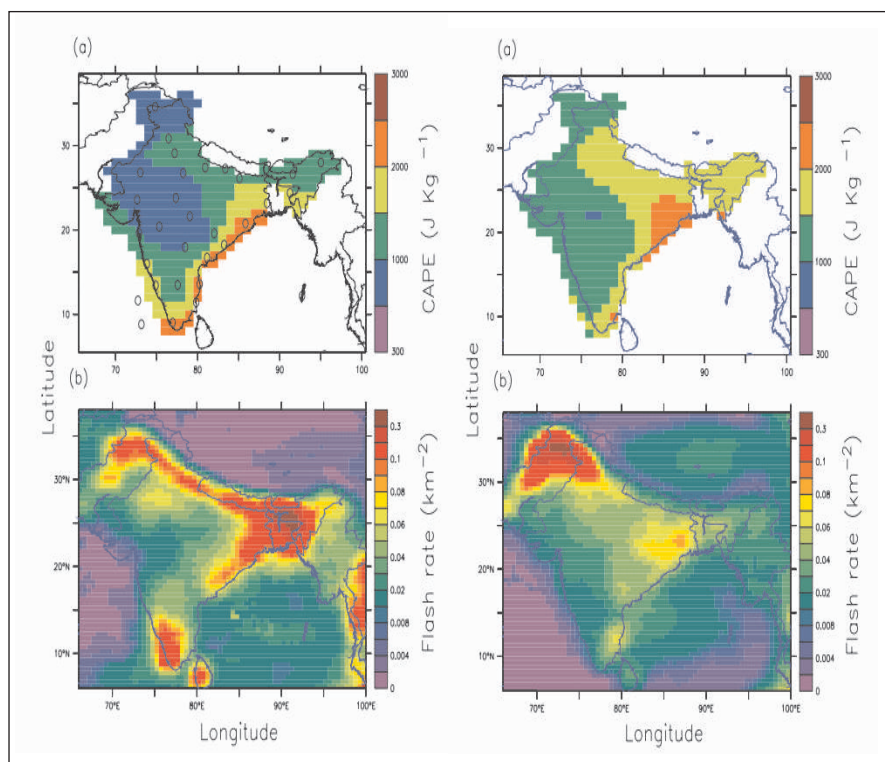 (a)
30
20
10
70
80
90
100
3000
2000
1000
300
CAPE (J Kg −1)
(a)
30
20
10
70
80
90
100
3000
2000
1000
300
CAPE (J Kg −1)
Latitude
(b)
30°N
20°N
10°N
70°E
80°E
90°E
100°E
0.3
0.1
0.08
0.06
0.04
0.02
0.01
0.004
0
Flash rate (km−2)
Longitude
Latitude
(b)
30°N
20°N
10°N
70°E
80°E
90°E
100°E
0.3
0.1
0.08
0.06
0.04
0.02
0.01
0.004
0
Flash rate (km−2)
Longitude